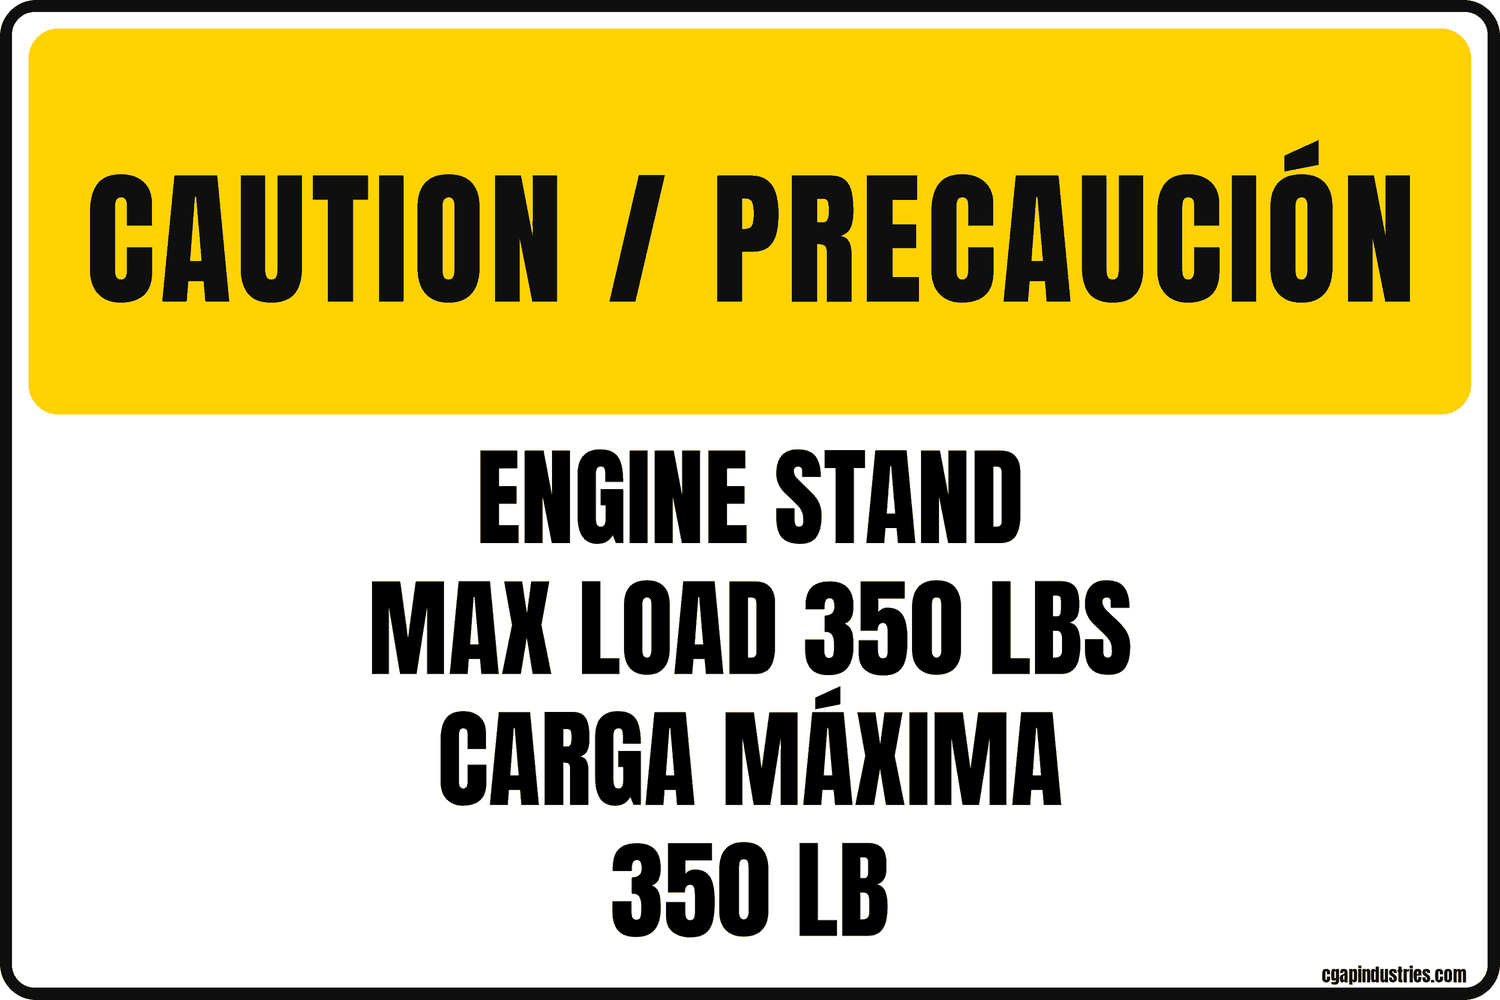 CAUTION / PRECAUCIÓN
ENGINE STAND
MAX LOAD 350 LBS
CARGA MÁXIMA
350 LB
cgapindustries.com